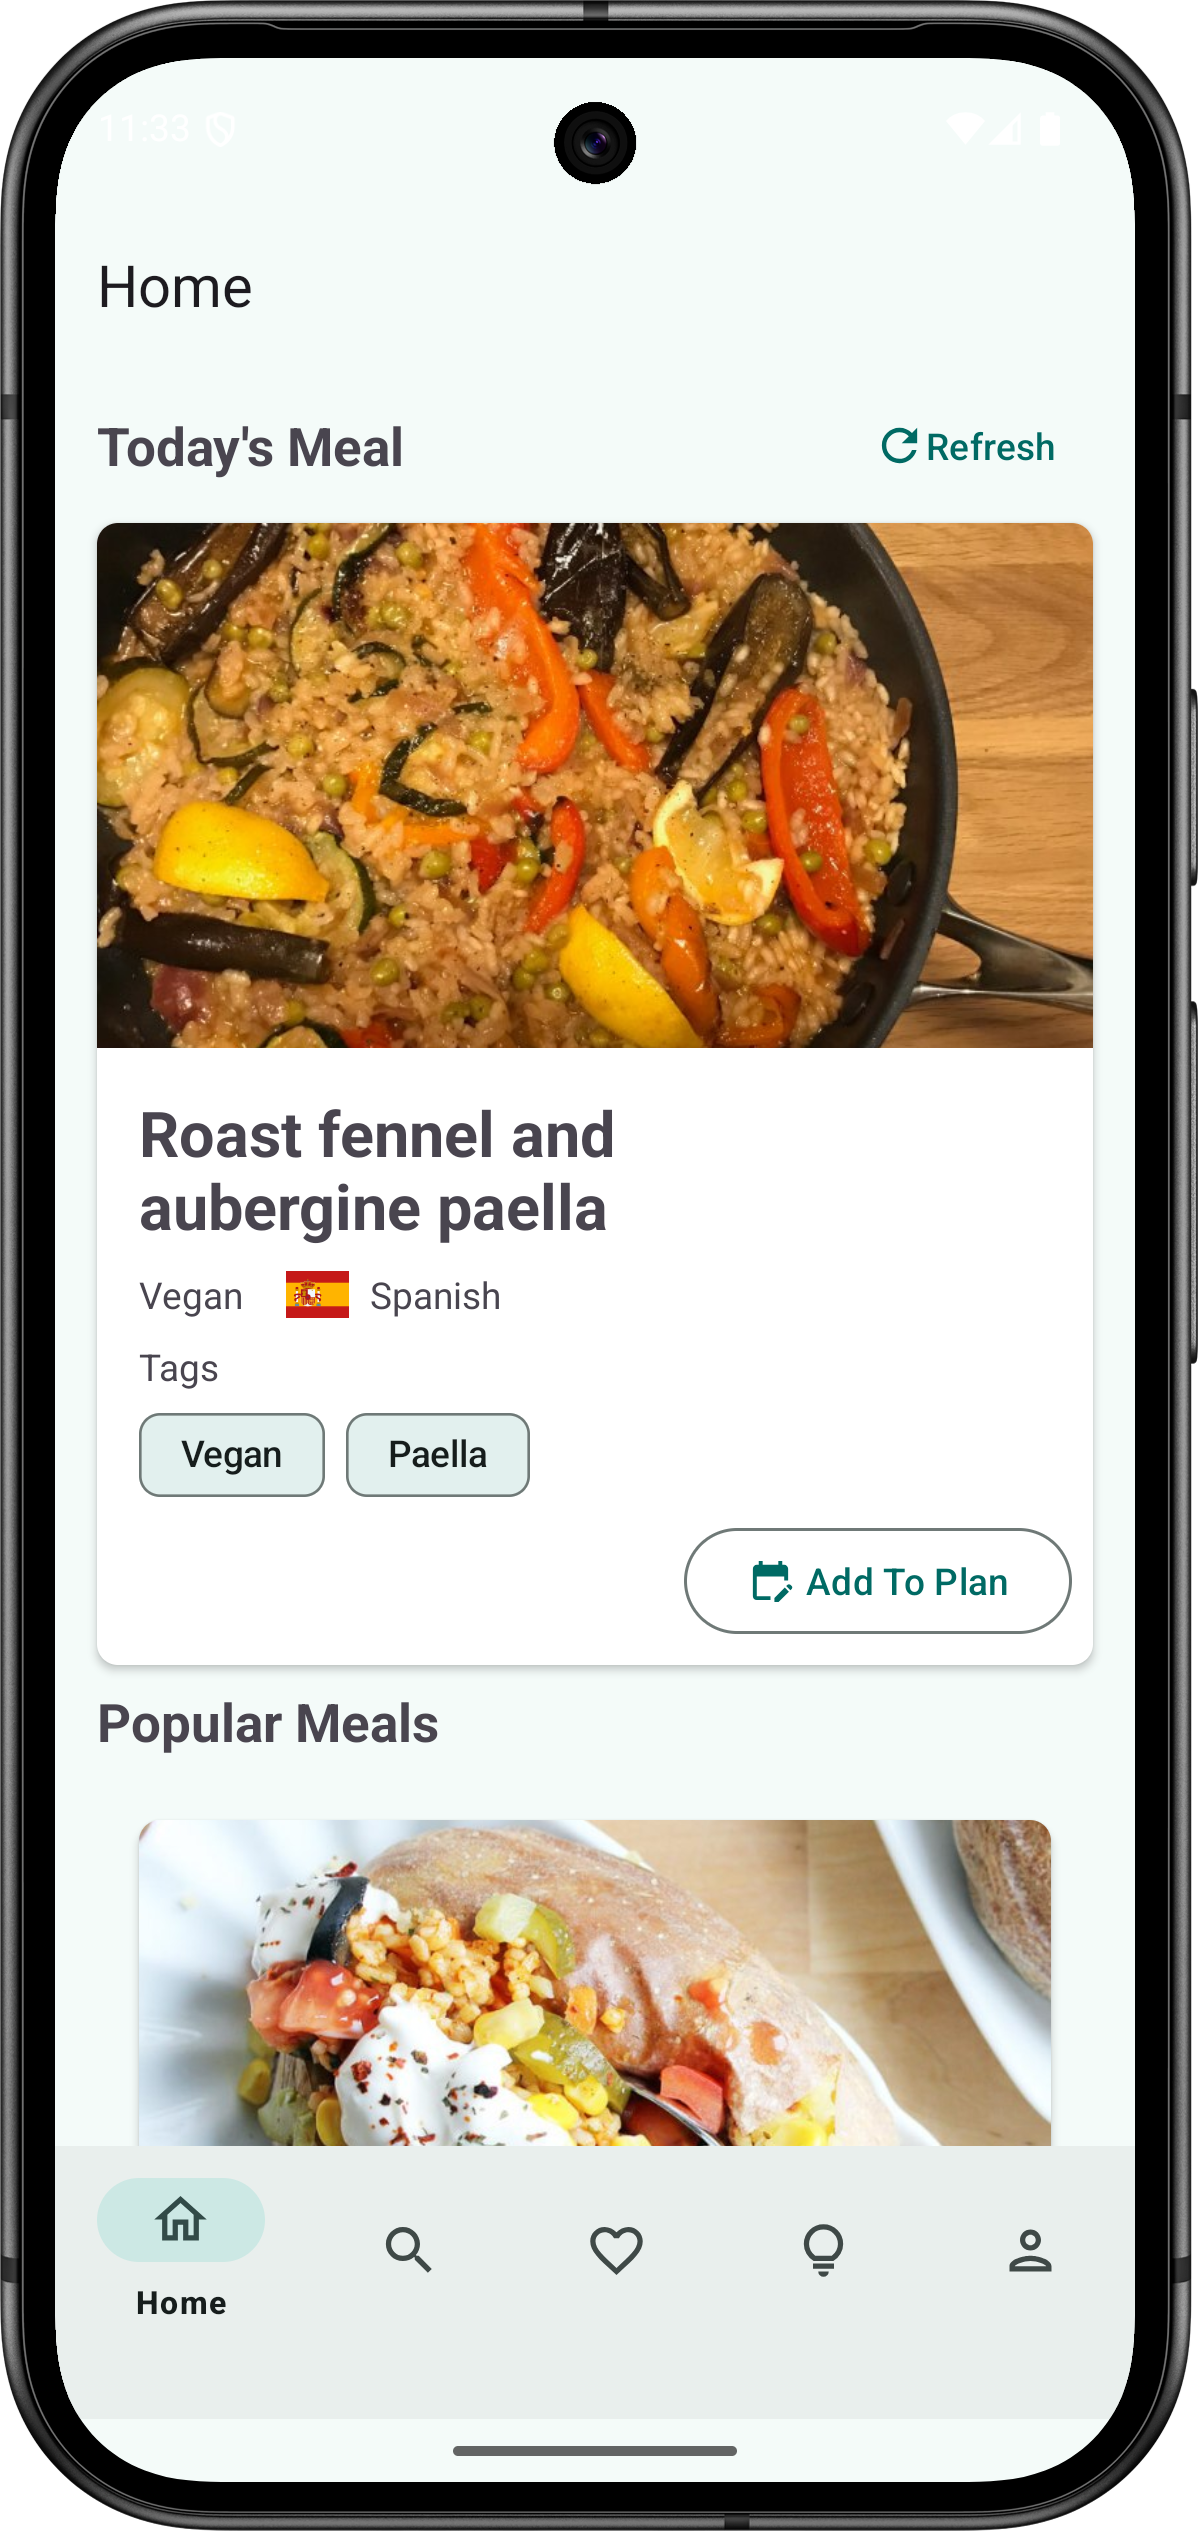 11:33
Home
Today's Meal
Refresh
Roast fennel and
aubergine paella
Vegan Spanish
Tags
Vegan Paella
Add To Plan
Popular Meals
Home